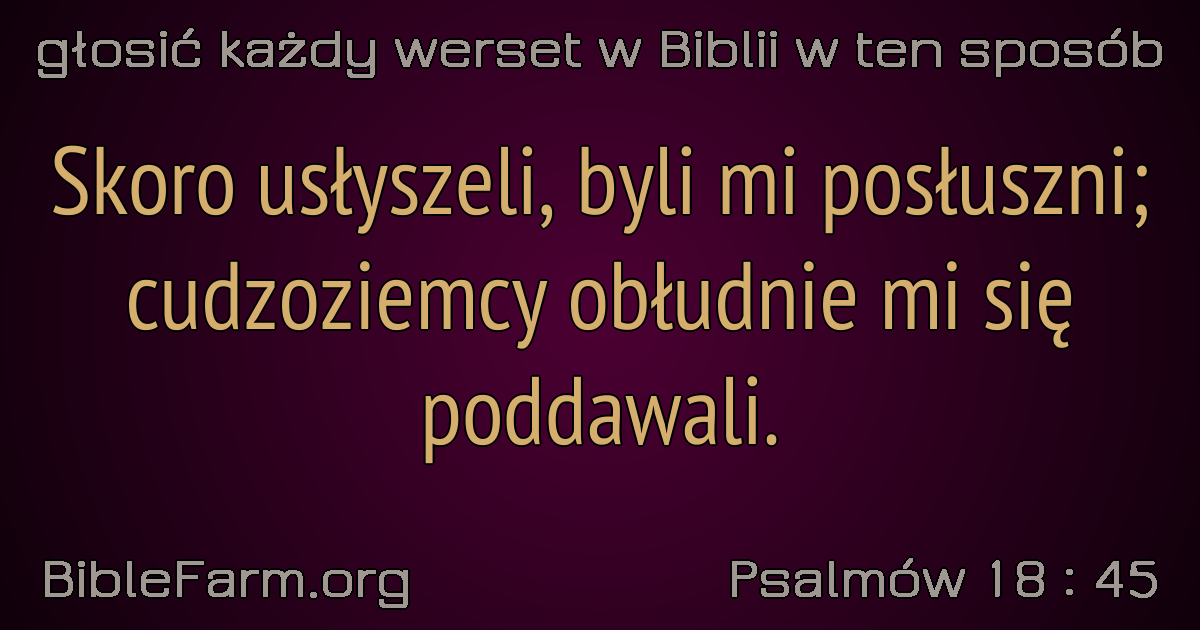 głosić każdy werset w Biblii w ten sposób
Skoro usłyszeli, byli mi posłuszni;
cudzoziemcy obłudnie mi się
poddawali.
BibleFarm.org
Psalmów 18 : 45